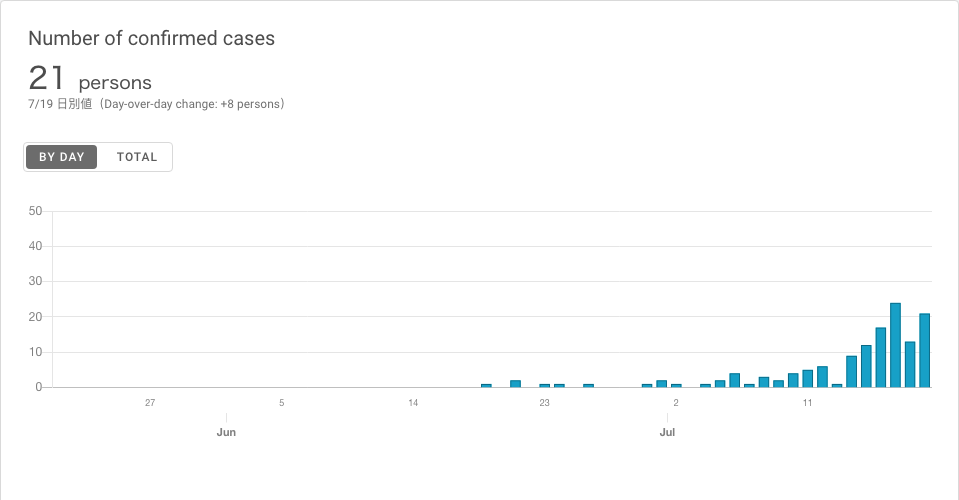 Number of confirmed cases
21 persons
7/19 日別値（Day-over-day change: +8 persons）
BY DAY TOTAL
50
40
30
20
10
0
27 5 14 23 2 11
Jun Jul